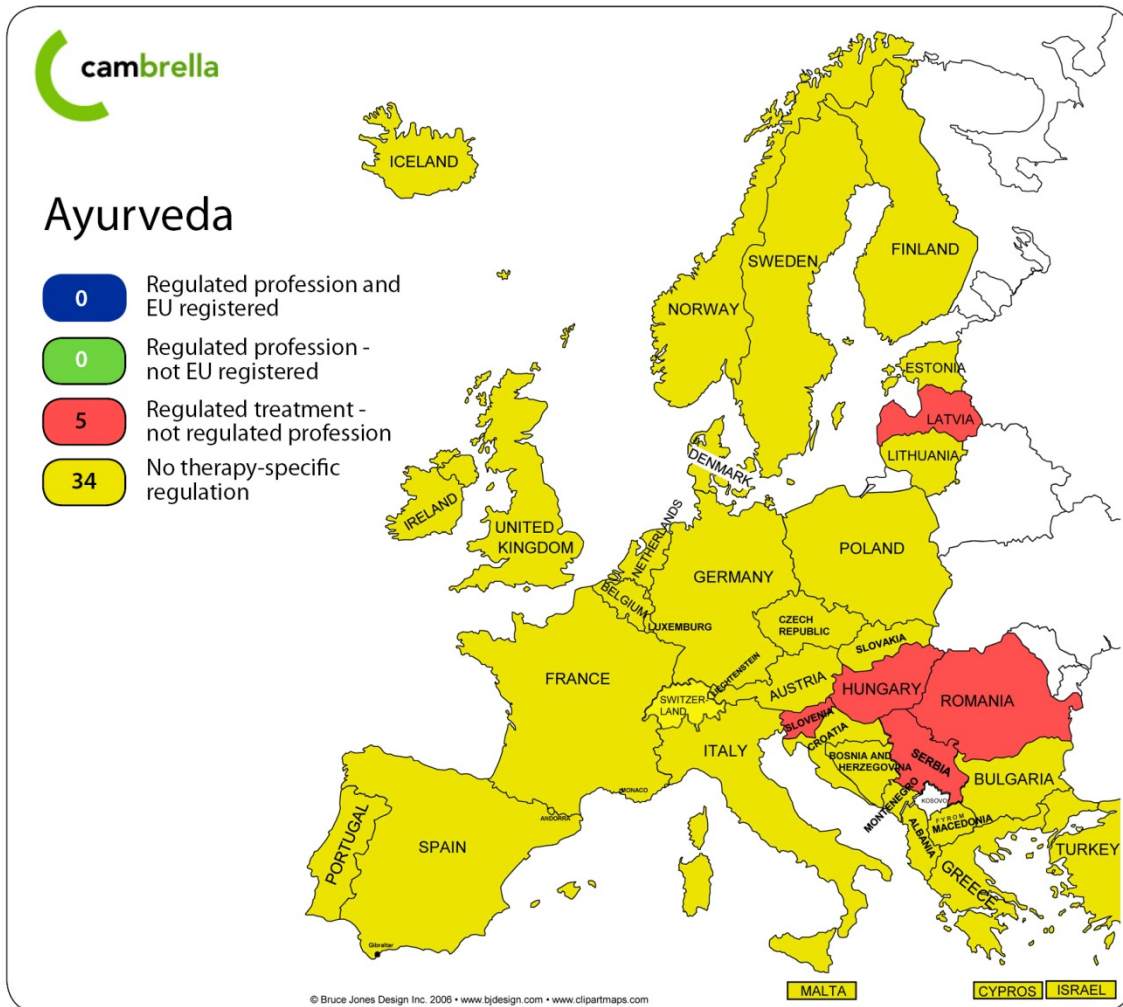 cambrella
Ayurveda
0
Regulated profession and
EU registered
0
Regulated profession -
not EU registered
5
Regulated treatment -
not regulated profession
34
No therapy-specific
regulation
ICELAND
FINLAND
SWEDEN
NORWAY
ESTONIA
LATVIA
LITHUANIA
DENMARK
IRELAND
UNITED
KINGDOM
NETHERLANDS
POLAND
GERMANY
BELGIUM
LUXEMBURG
CZECH
REPUBLIC
SLOVAKIA
FRANCE
LIECHTENSTEIN
AUSTRIA
HUNGARY
SWITZER-
LAND
ROMANIA
SLOVENIA
CROATIA
ITALY
BOSNIA AND
HERZEGOVINA
SERBIA
BULGARIA
MONACO
MONTENEGRO
KOSOVO
ANDORRA
F Y R O M
MACEDONIA
ALBANIA
PORTUGAL
SPAIN
TURKEY
GREECE
Gibraltar
MALTA
CYPROS
ISRAEL
© Bruce Jones Design Inc. 2006 • www.bjdesign.com • www.clipartmaps.com